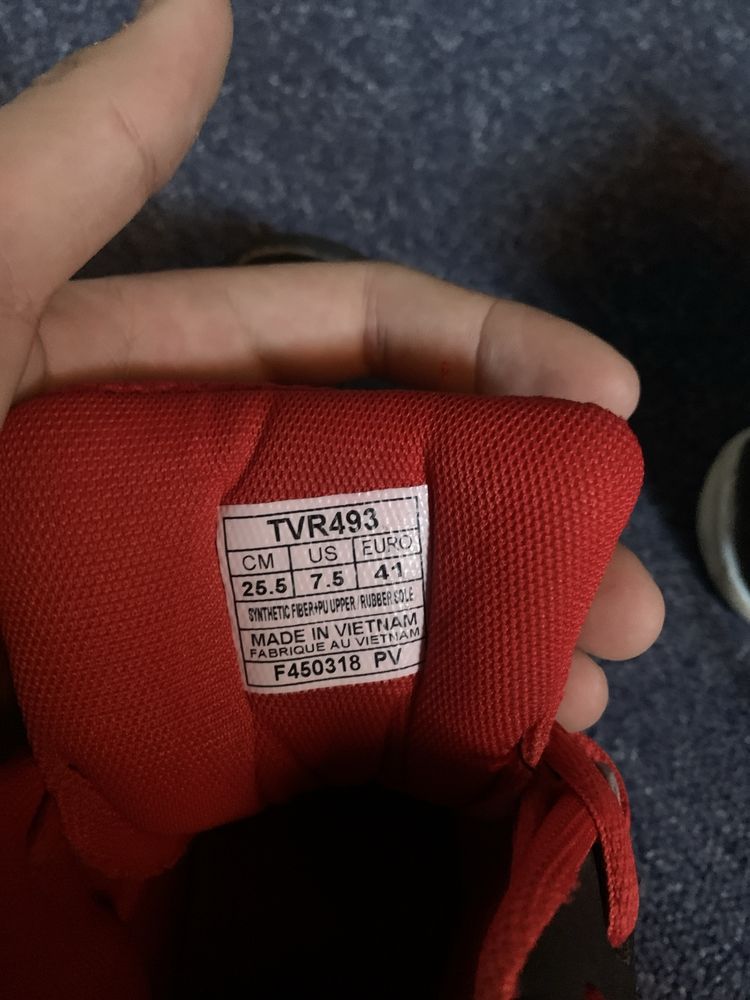 TVR493
CM US EURO
25.5 7.5 41
SYNTHETIC FIBER+PU UPPER / RUBBER SOLE
MADE IN VIETNAM
FABRIQUE AU VIETNAM
F450318 PV